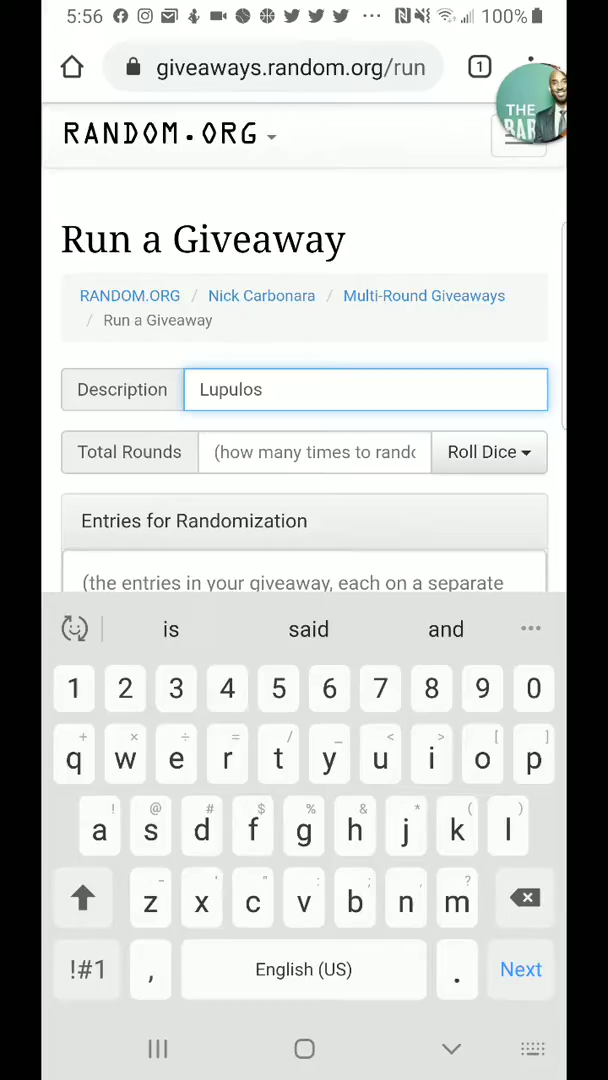 5:56 100%
giveaways.random.org/run 1
THE
BAR
RANDOM.ORG
Run a Giveaway
RANDOM.ORG / Nick Carbonara / Multi-Round Giveaways
/ Run a Giveaway
Description Lupulos
Total Rounds (how many times to rando Roll Dice
Entries for Randomization
(the entries in your giveaway, each on a separate
is said and
1 2 3 4 5 6 7 8 9 0
+ × ÷ = / _ < > [ ]
q w e r t y u i o p
! @ # $ % & * ( )
a s d f g h j k l
- ' " : ; , ?
z x c v b n m
!#1 , English (US) . Next